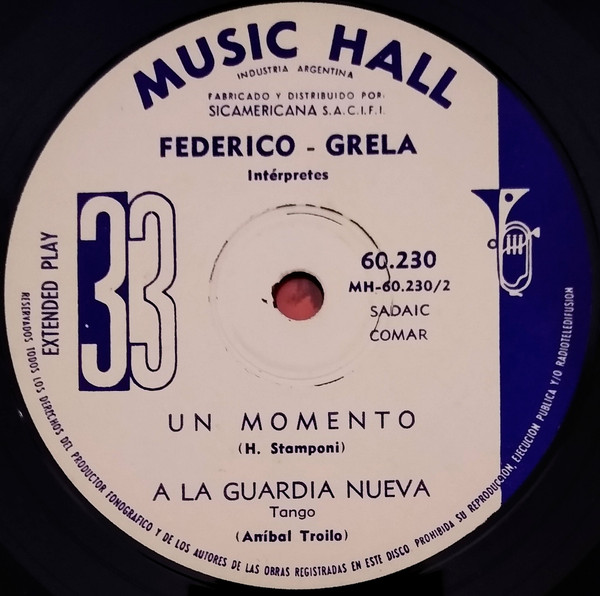 MUSIC HALL
INDUSTRIA ARGENTINA
FABRICADO Y DISTRIBUIDO POR:
SICAMERICANA S.A.C.I.F.I.
FEDERICO - GRELA
Intérpretes
EXTENDED PLAY
33
60.230
MH-60.230/2
SADAIC
COMAR
UN MOMENTO
(H. Stamponi)
A LA GUARDIA NUEVA
Tango
(Aníbal Troilo)
RESERVADOS TODOS LOS DERECHOS DEL PRODUCTOR FONOGRAFICO Y DE LOS AUTORES DE LAS OBRAS REGISTRADAS EN ESTE DISCO PROHIBIDA SU REPRODUCCION, EJECUCION PUBLICA Y/O RADIOTELEDIFUSION